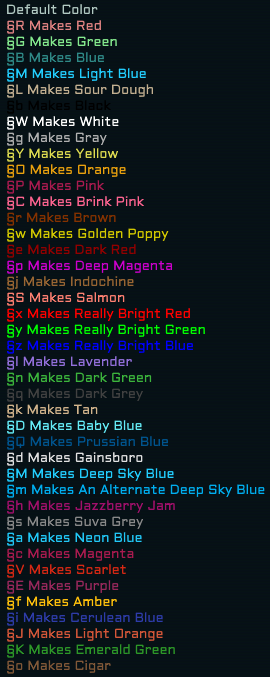 Default Color
§R Makes Red
§G Makes Green
§B Makes Blue
§M Makes Light Blue
§L Makes Sour Dough
§b Makes Black
§W Makes White
§g Makes Gray
§Y Makes Yellow
§O Makes Orange
§P Makes Pink
§C Makes Brink Pink
§r Makes Brown
§w Makes Golden Poppy
§e Makes Dark Red
§p Makes Deep Magenta
§j Makes Indochine
§S Makes Salmon
§x Makes Really Bright Red
§y Makes Really Bright Green
§z Makes Really Bright Blue
§l Makes Lavender
§n Makes Dark Green
§q Makes Dark Grey
§k Makes Tan
§D Makes Baby Blue
§Q Makes Prussian Blue
§d Makes Gainsboro
§M Makes Deep Sky Blue
§m Makes An Alternate Deep Sky Blue
§h Makes Jazzberry Jam
§s Makes Suva Grey
§a Makes Neon Blue
§c Makes Magenta
§V Makes Scarlet
§E Makes Purple
§f Makes Amber
§i Makes Cerulean Blue
§J Makes Light Orange
§K Makes Emerald Green
§o Makes Cigar